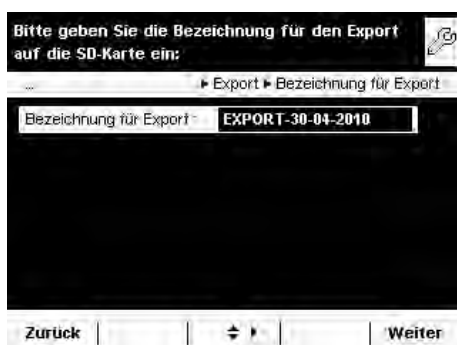 Bitte geben Sie die Bezeichnung für den Export
auf die SD-Karte ein:
... ▸ Export ▸ Bezeichnung für Export
Bezeichnung für Export EXPORT-30-04-2010
Zurück Weiter